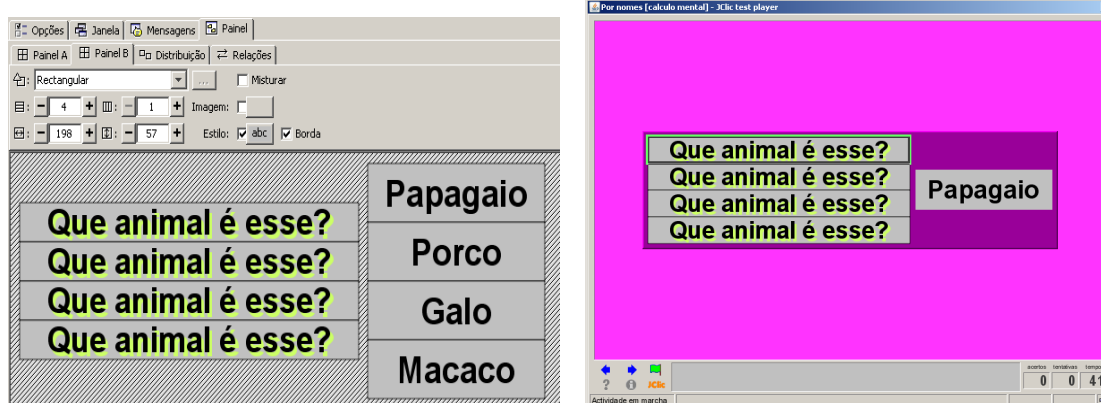 Opções Janela Mensagens Painel
Painel A Painel B Distribuição Relações
Rectangular ... Misturar
4 1 Imagem:
198 57 Estilo: abc Borda
Que animal é esse?
Que animal é esse?
Que animal é esse?
Que animal é esse?
Papagaio
Porco
Galo
Macaco
Por nomes [calculo mental] - JClic test player
Que animal é esse?
Que animal é esse?
Que animal é esse?
Que animal é esse?
Papagaio
JClic
acertos tentativas tempo
0 0 41
Actividade em marcha